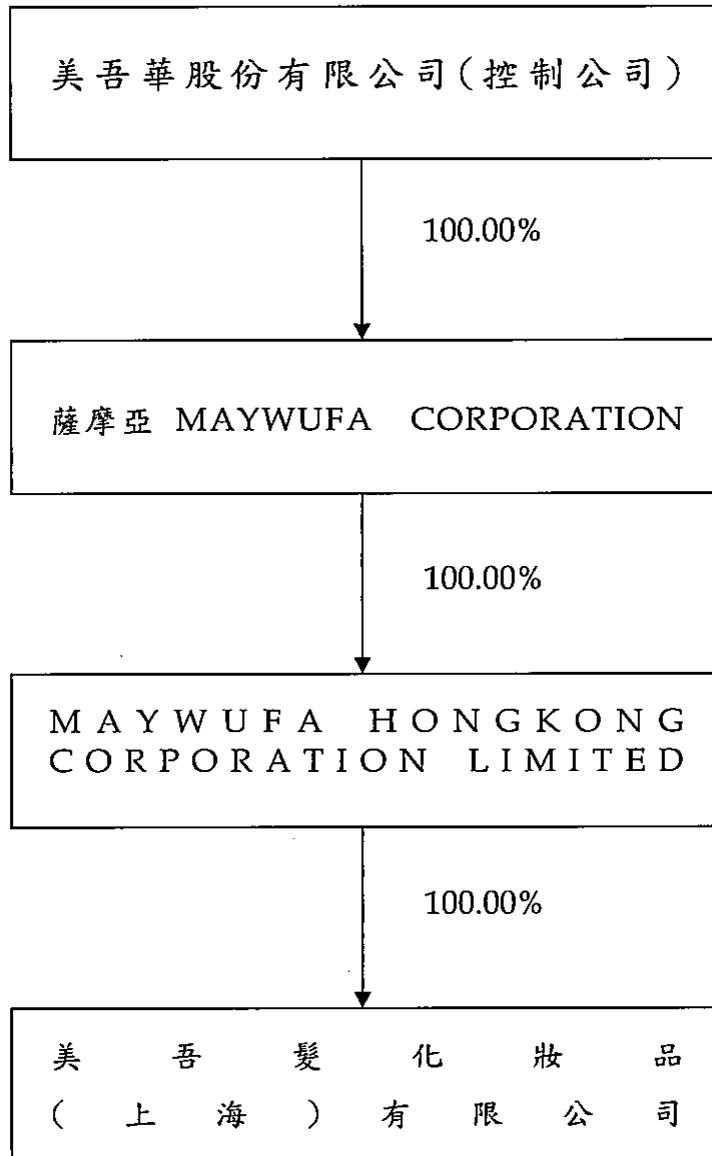 美吾華股份有限公司(控制公司)
100.00%
薩摩亞 MAYWUFA CORPORATION
100.00%
MAYWUFA HONGKONG
CORPORATION LIMITED
100.00%
美吾髮化妝品
(上海)有限公司